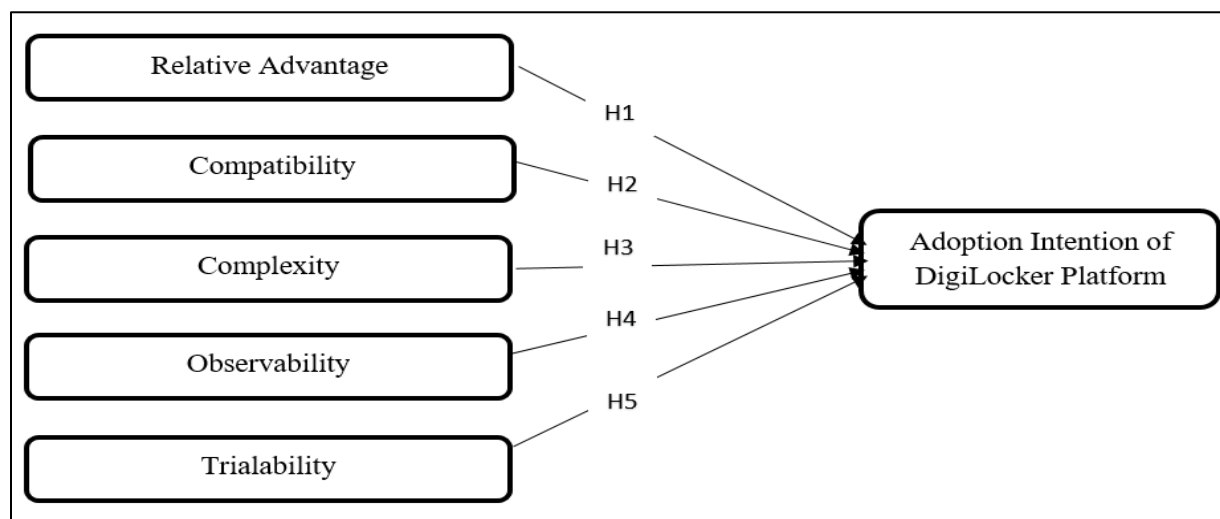 Relative Advantage
H1
Compatibility
H2
Complexity
H3
Observability
H4
Trialability
H5
Adoption Intention of
DigiLocker Platform